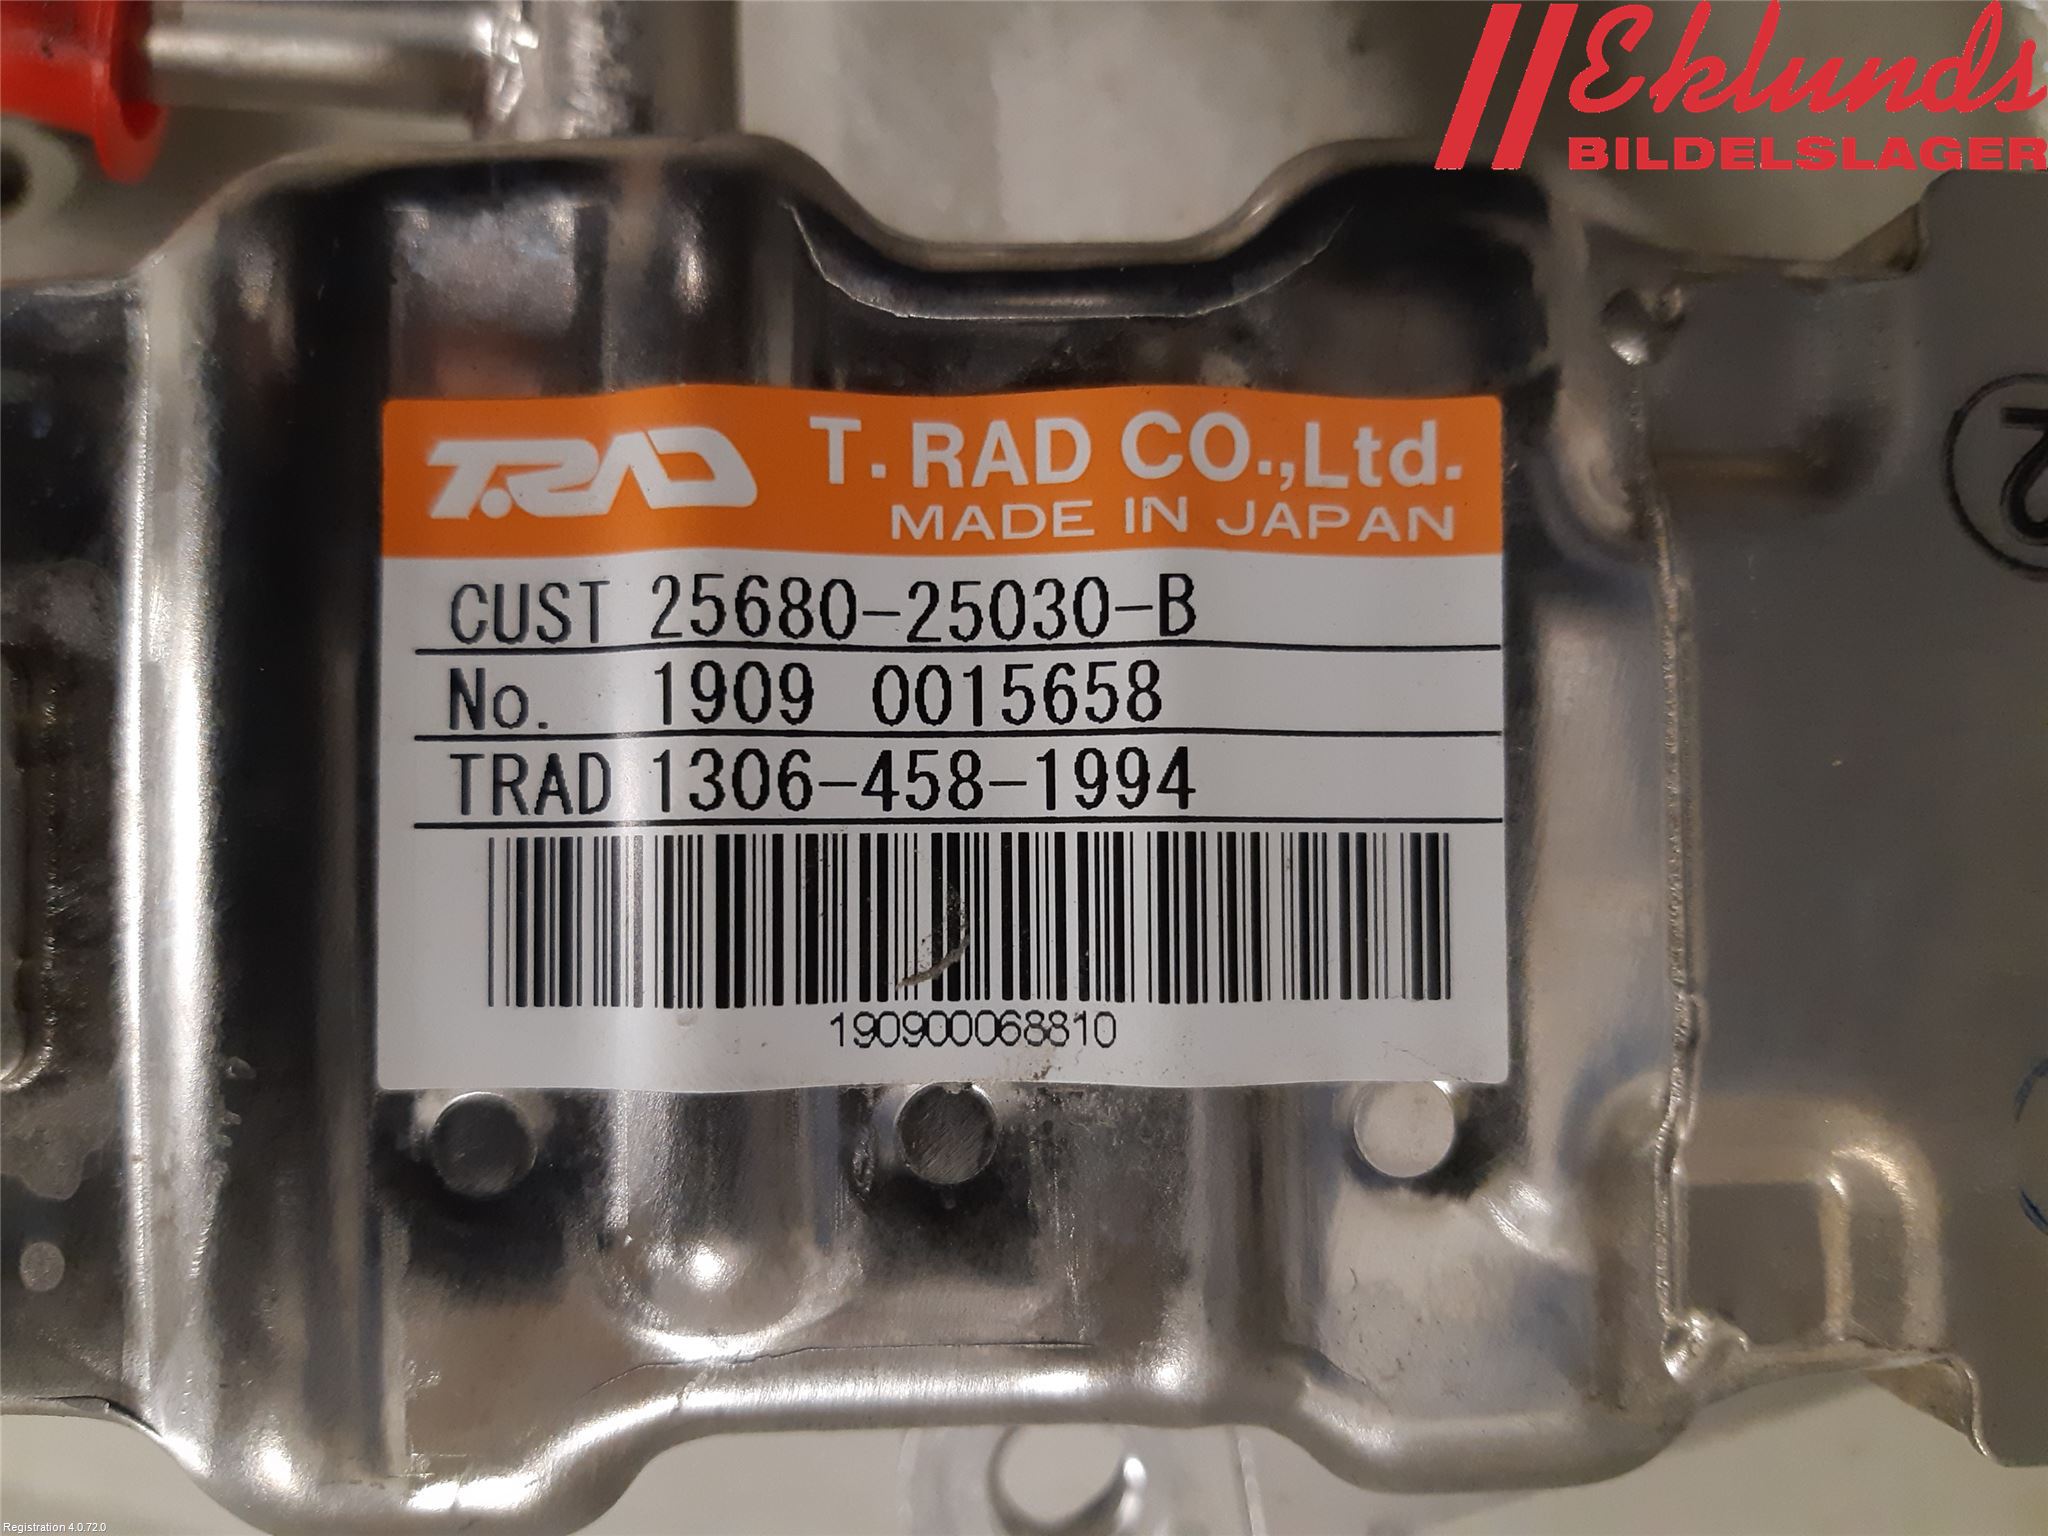 Eklunds
BILDELSLAGER
TRAD T. RAD CO.,Ltd.
MADE IN JAPAN
CUST 25680-25030-B
No. 1909 0015658
TRAD 1306-458-1994
190900068810
Registration 4.0.72.0